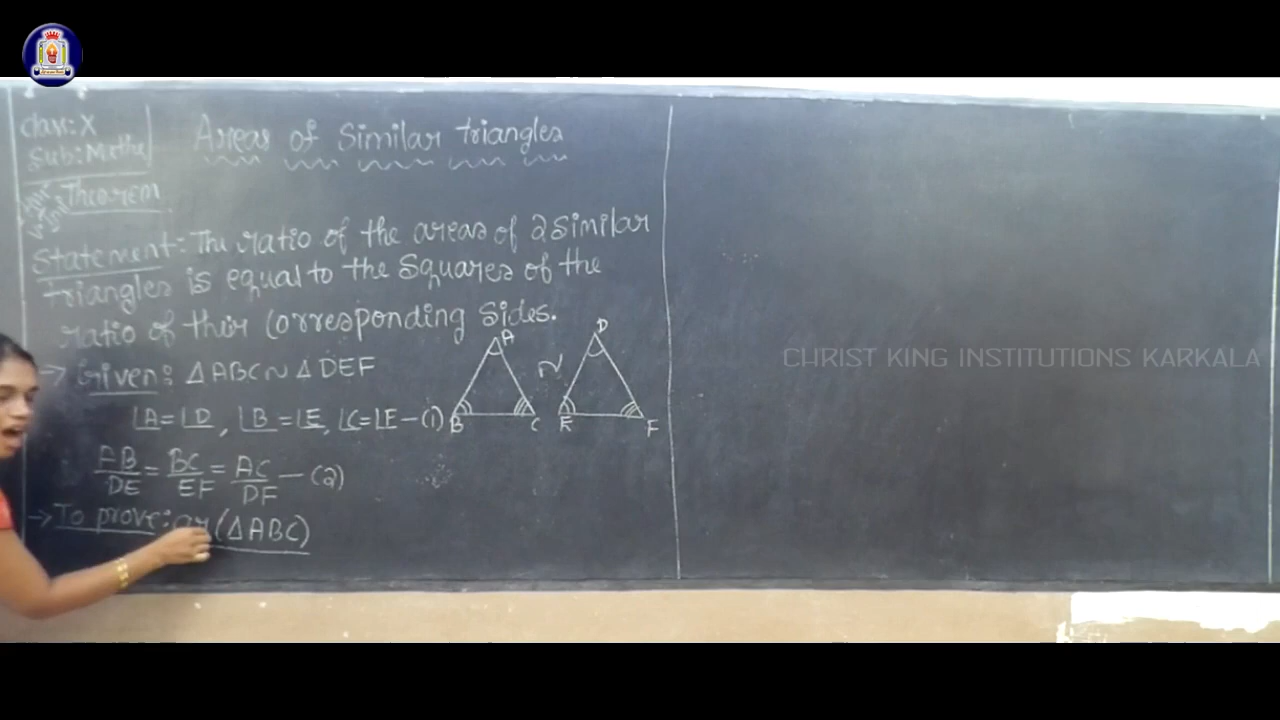 Class: X
Sub: Maths
Areas of Similar triangles
Theorem
Statement: The ratio of the areas of 2 similar
triangles is equal to the squares of the
ratio of their corresponding sides.
→ Given: △ABC ~ △DEF
∠A = ∠D, ∠B = ∠E, ∠C = ∠F — (1)
AB/DE = BC/EF = AC/DF — (2)
→ To prove: ar(△ABC)
A
B
C
~
D
E
F
CHRIST KING INSTITUTIONS KARKALA